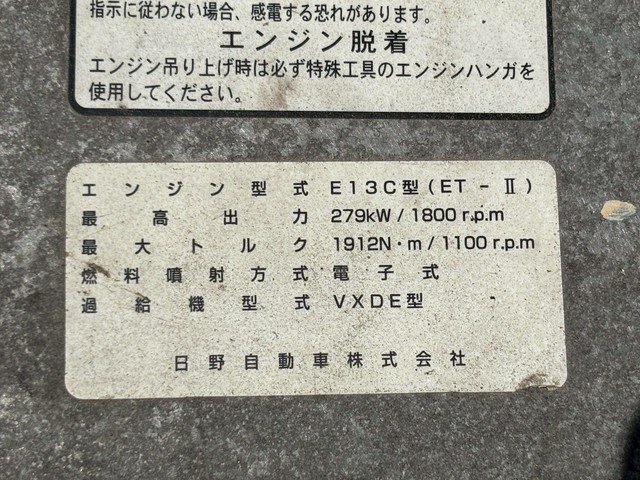 指示に従わない場合、感電する恐れがあります。
エンジン脱着
エンジン吊り上げ時は必ず特殊工具のエンジンハンガを
使用してください。
エンジン型式 E13C型(ET-Ⅱ)
最高出力 279kW/1800r.p.m
最大トルク 1912N・m/1100r.p.m
燃料噴射方式 電子式
過給機型式 VXDE型
日野自動車株式会社